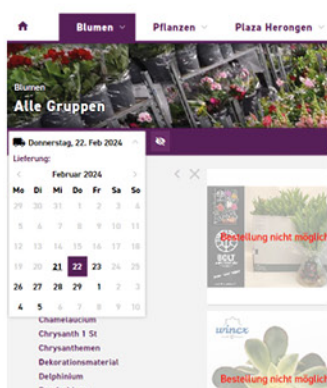 Blumen
Pflanzen
Plaza Herongen
Blumen
Alle Gruppen
Donnerstag, 22. Feb 2024
Lieferung:
Februar 2024
Mo Di Mi Do Fr Sa So
29 30 31 1 2 3 4
5 6 7 8 9 10 11
12 13 14 15 16 17 18
19 20 21 22 23 24 25
26 27 28 29 1 2 3
4 5 6 7 8 9 10
Bestellung nicht möglich
BOLT
wincx
Chamelaucium
Chrysanth 1 St
Chrysanthemen
Dekorationsmaterial
Delphinium
Bestellung nicht möglich